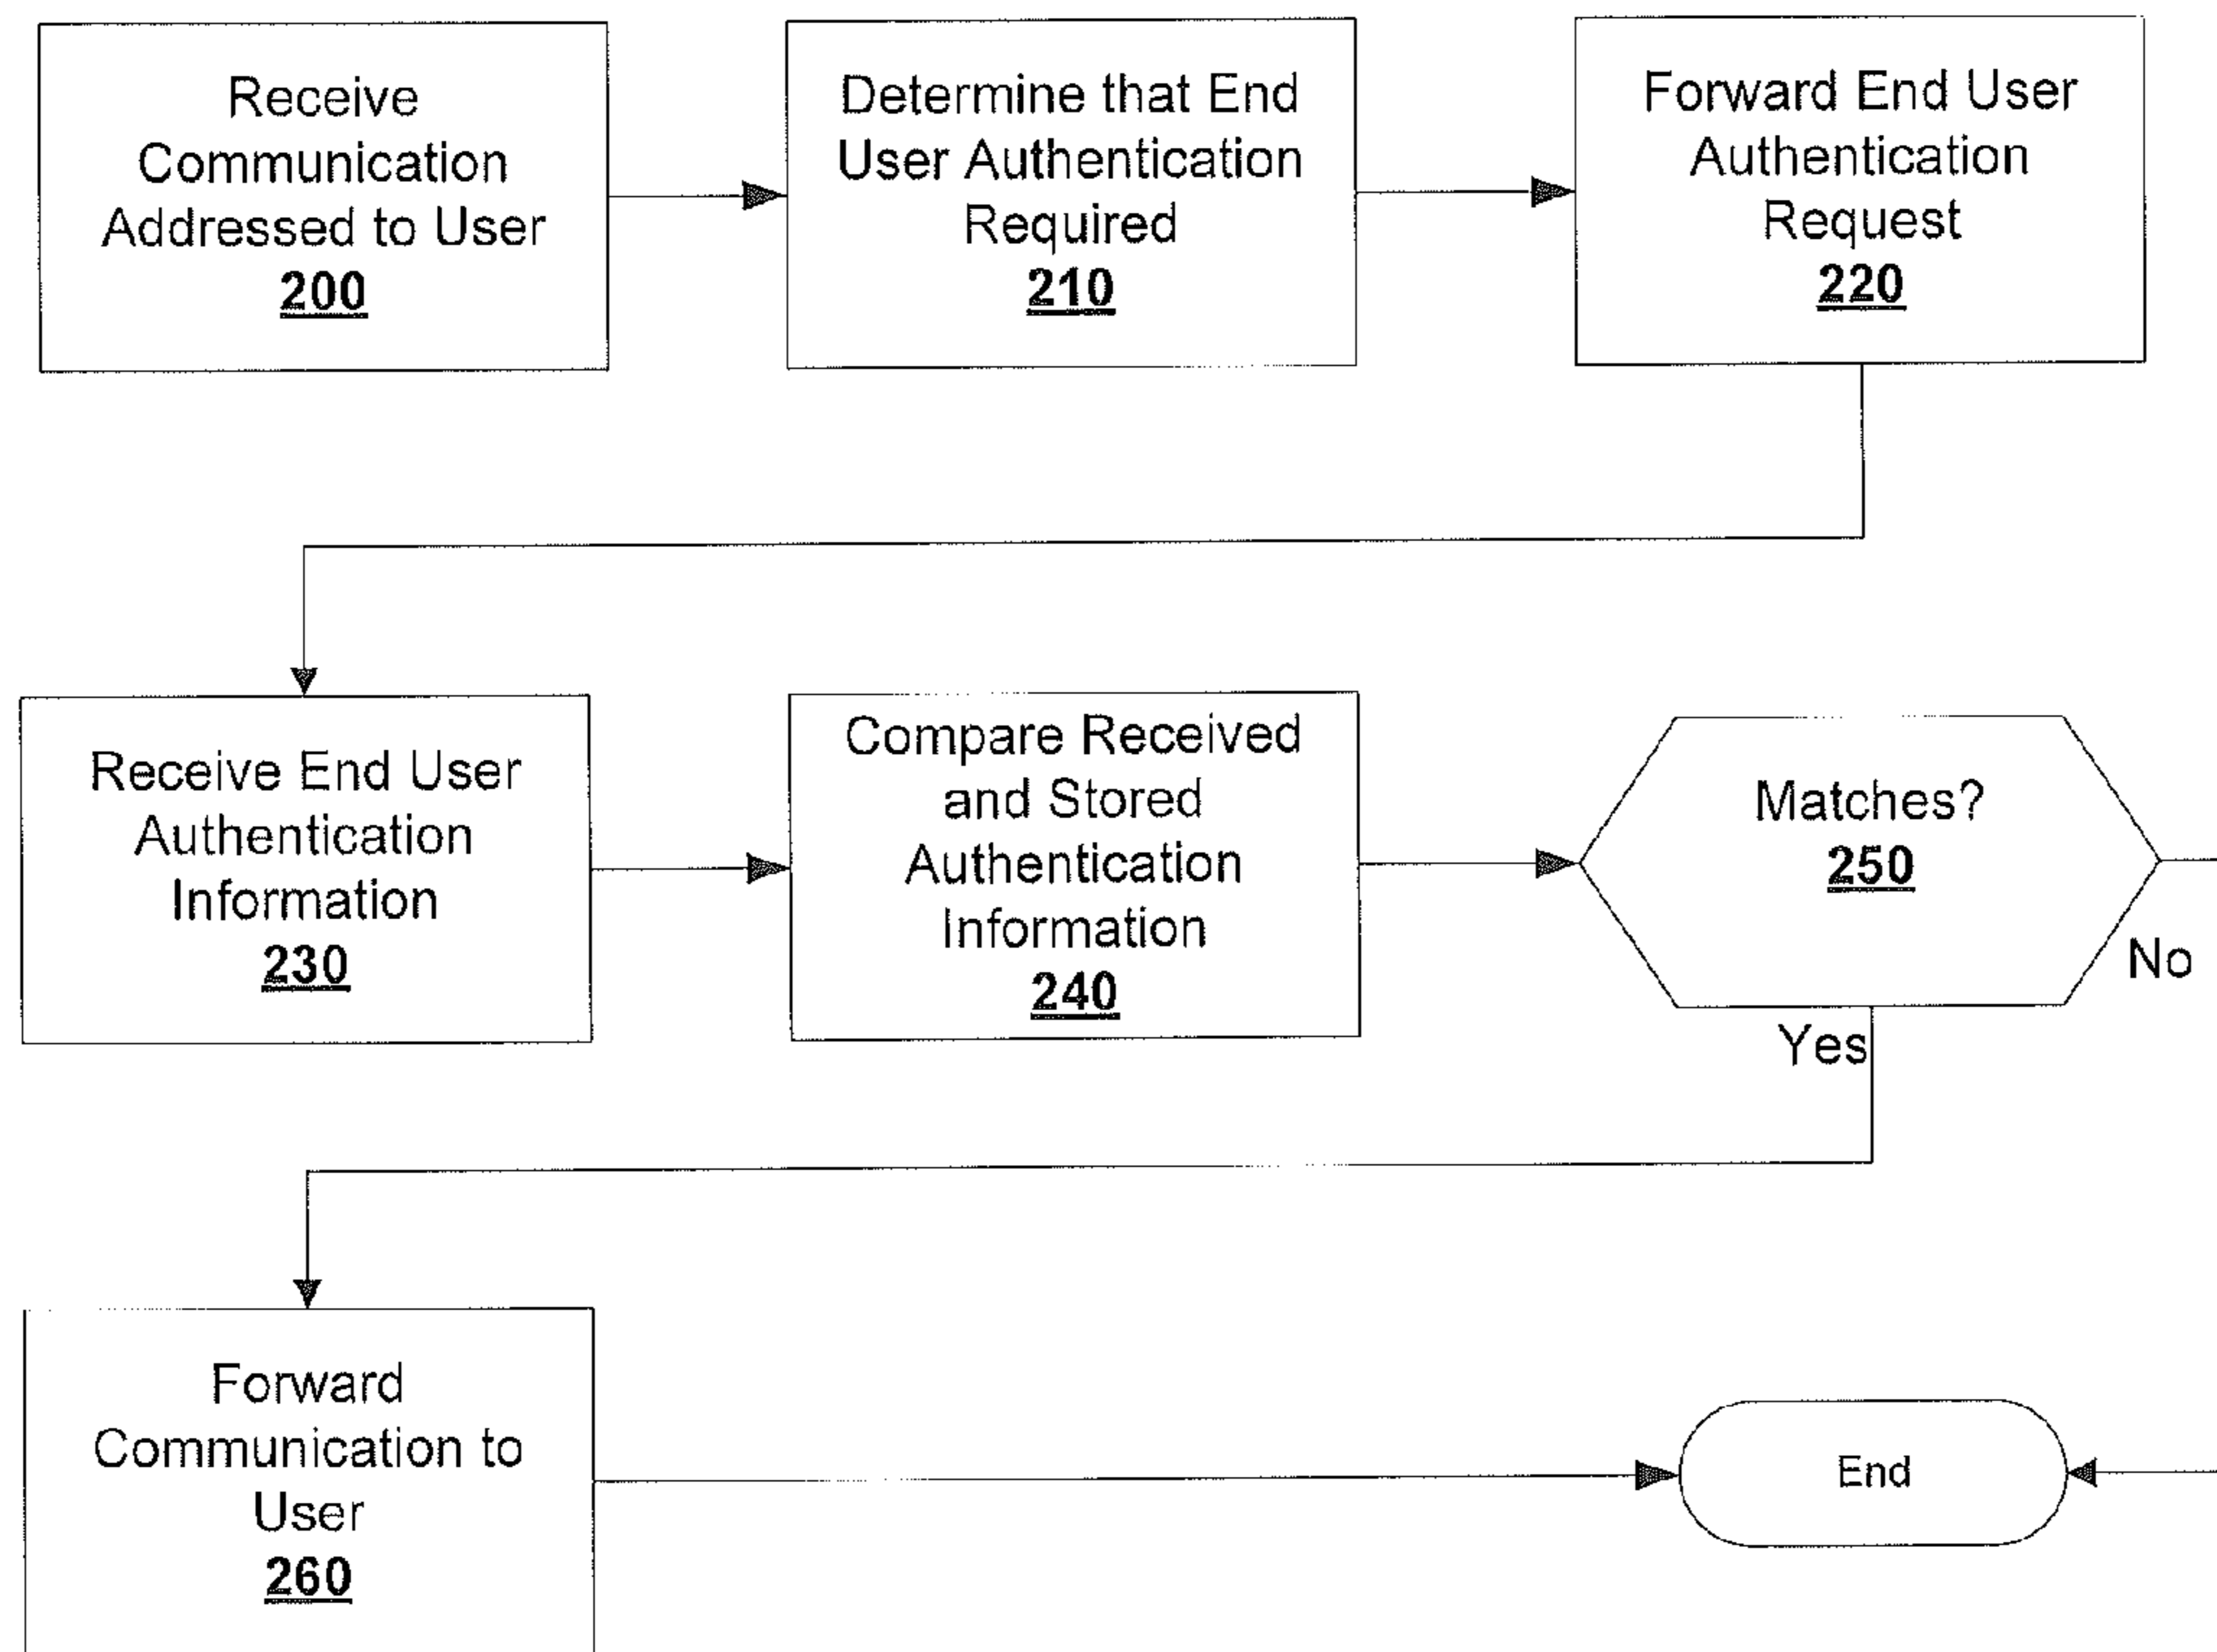 Receive
Communication
Addressed to User
200
Determine that End
User Authentication
Required
210
Forward End User
Authentication
Request
220
Receive End User
Authentication
Information
230
Compare Received
and Stored
Authentication
Information
240
Matches?
250
No
Yes
Forward
Communication to
User
260
End